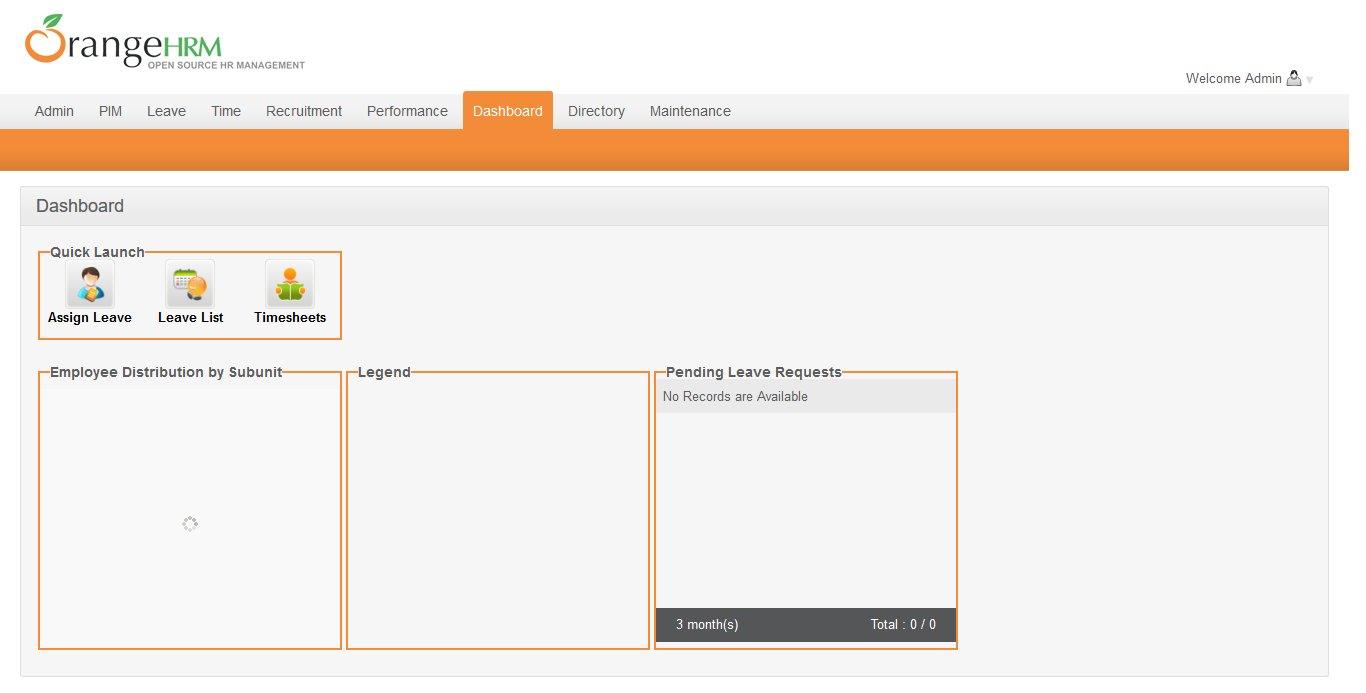 OrangeHRM
OPEN SOURCE HR MANAGEMENT
Welcome Admin
Admin PIM Leave Time Recruitment Performance Dashboard Directory Maintenance
Dashboard
Quick Launch
Assign Leave Leave List Timesheets
Employee Distribution by Subunit Legend Pending Leave Requests
No Records are Available
3 month(s) Total : 0 / 0